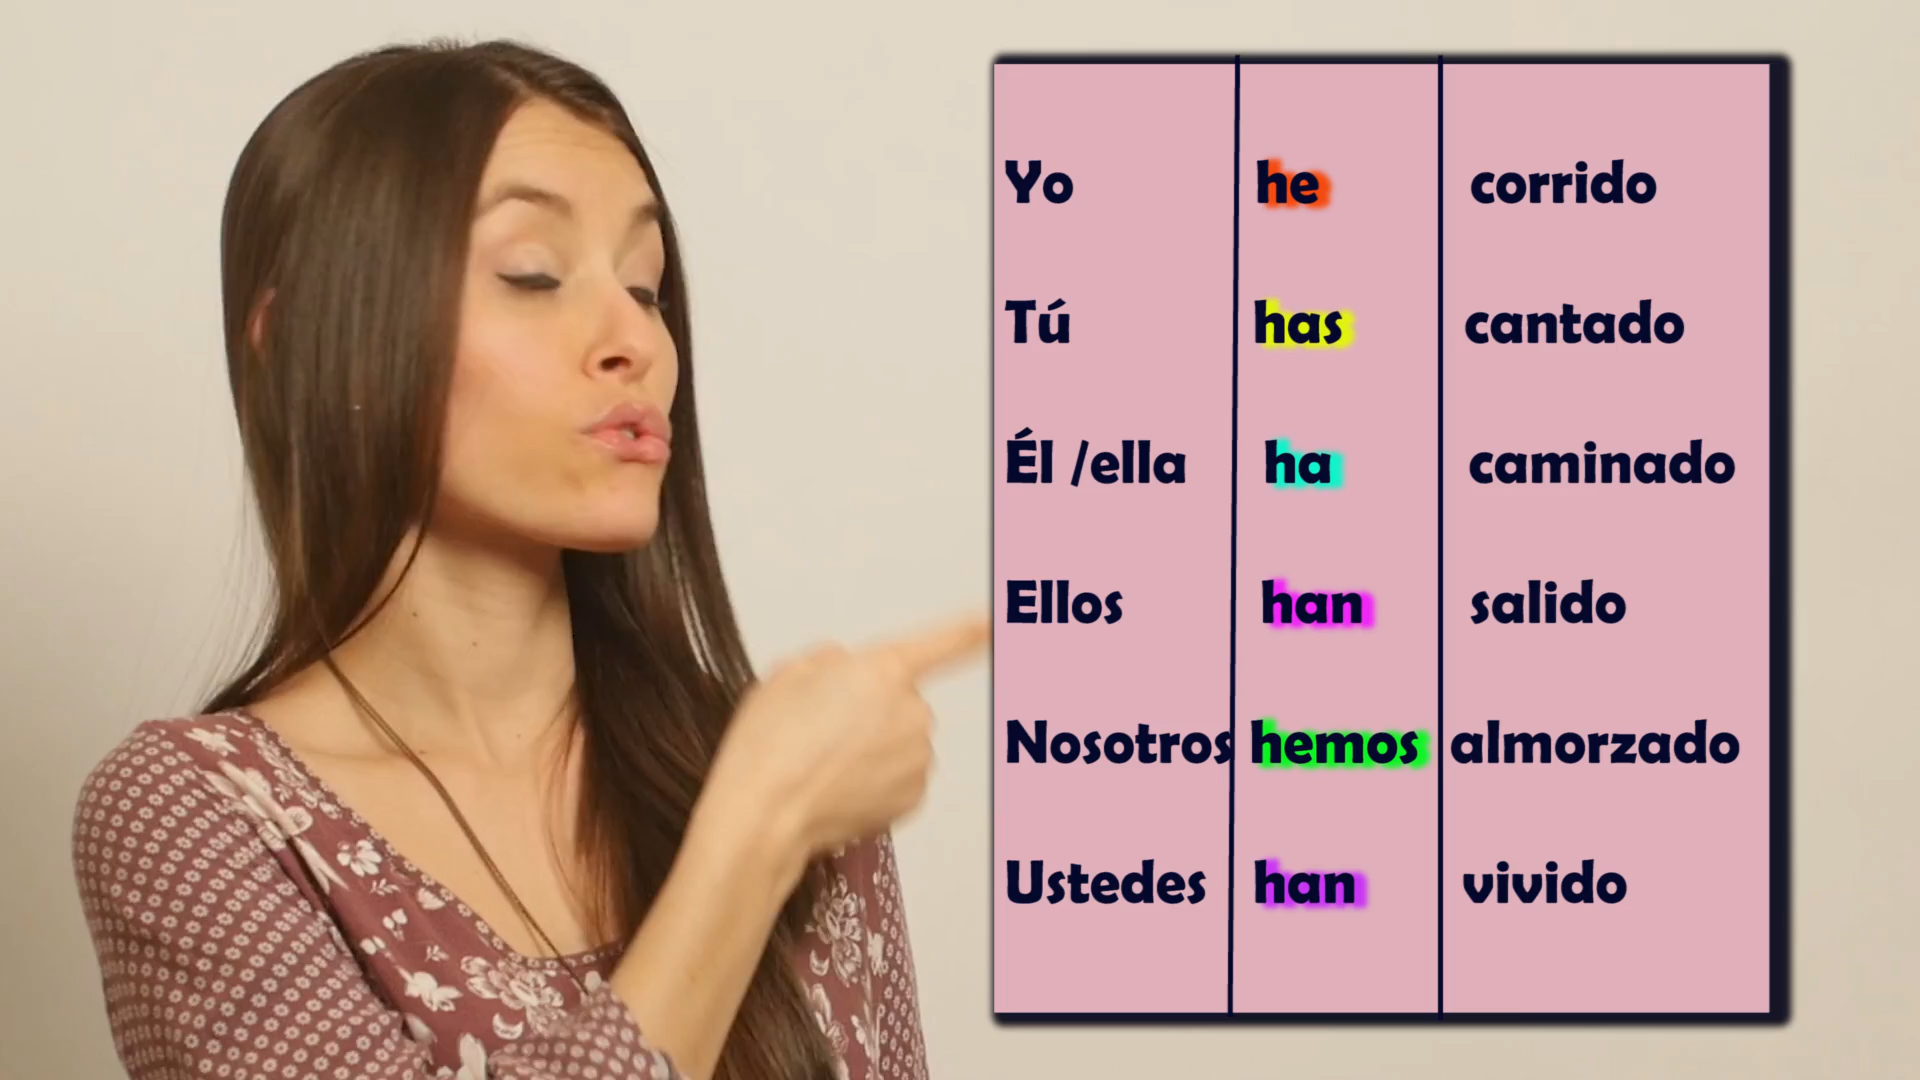 Yo he corrido
Tú has cantado
Él /ella ha caminado
Ellos han salido
Nosotros hemos almorzado
Ustedes han vivido